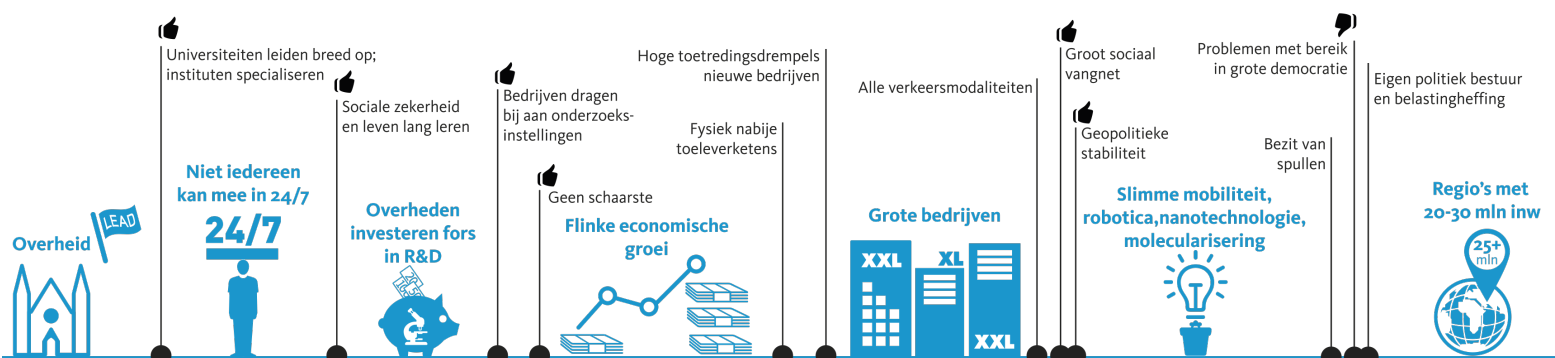 Overheid
LEAD
Universiteiten leiden breed op;
instituten specialiseren
Niet iedereen
kan mee in 24/7
24/7
Sociale zekerheid
en leven lang leren
Overheden
investeren fors
in R&D
Bedrijven dragen
bij aan onderzoeks-
instellingen
Geen schaarste
Flinke economische
groei
Hoge toetredingsdrempels
nieuwe bedrijven
Fysiek nabije
toeleverketens
Alle verkeersmodaliteiten
Grote bedrijven
XXL
XL
XXL
Groot sociaal
vangnet
Geopolitieke
stabiliteit
Slimme mobiliteit,
robotica,nanotechnologie,
molecularisering
Problemen met bereik
in grote democratie
Bezit van
spullen
Eigen politiek bestuur
en belastingheffing
Regio's met
20-30 mln inw
25+
mln